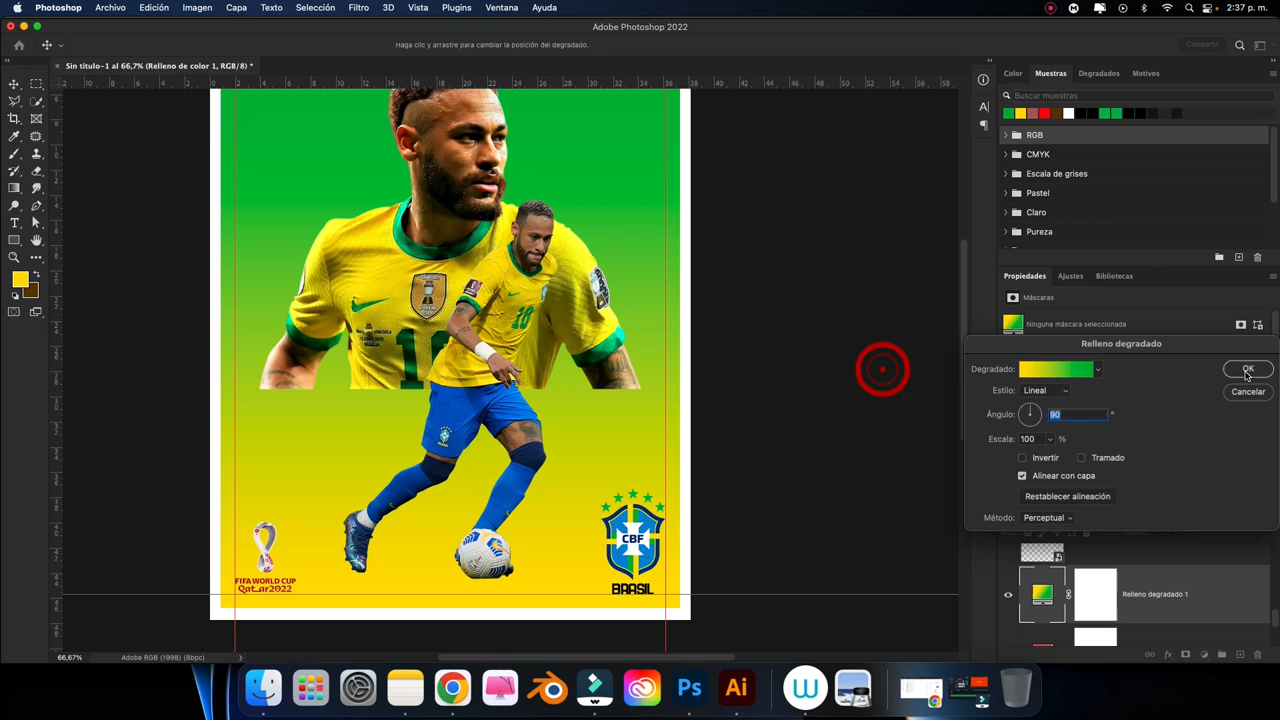 Photoshop Archivo Edición Imagen Capa Texto Selección Filtro 3D Vista Plugins Ventana Ayuda 2:37 p. m.
Adobe Photoshop 2022
Haga clic y arrastre para cambiar la posición del degradado. Compartir
Sin título-1 al 66,7% (Relleno de color 1, RGB/8) *
Color Muestras Degradados Motivos
Buscar muestras
RGB
CMYK
Escala de grises
Pastel
Claro
Pureza
Propiedades Ajustes Bibliotecas
Máscaras
Ninguna máscara seleccionada
Relleno degradado
Degradado: OK
Estilo: Lineal Cancelar
Ángulo: 90 °
Escala: 100 %
Invertir Tramado
Alinear con capa
Restablecer alineación
Método: Perceptual
Relleno degradado 1
10
10
CBF
BRASIL
FIFA WORLD CUP
Qatar2022
66,67% Adobe RGB (1998) (8bpc)
Ps Ai